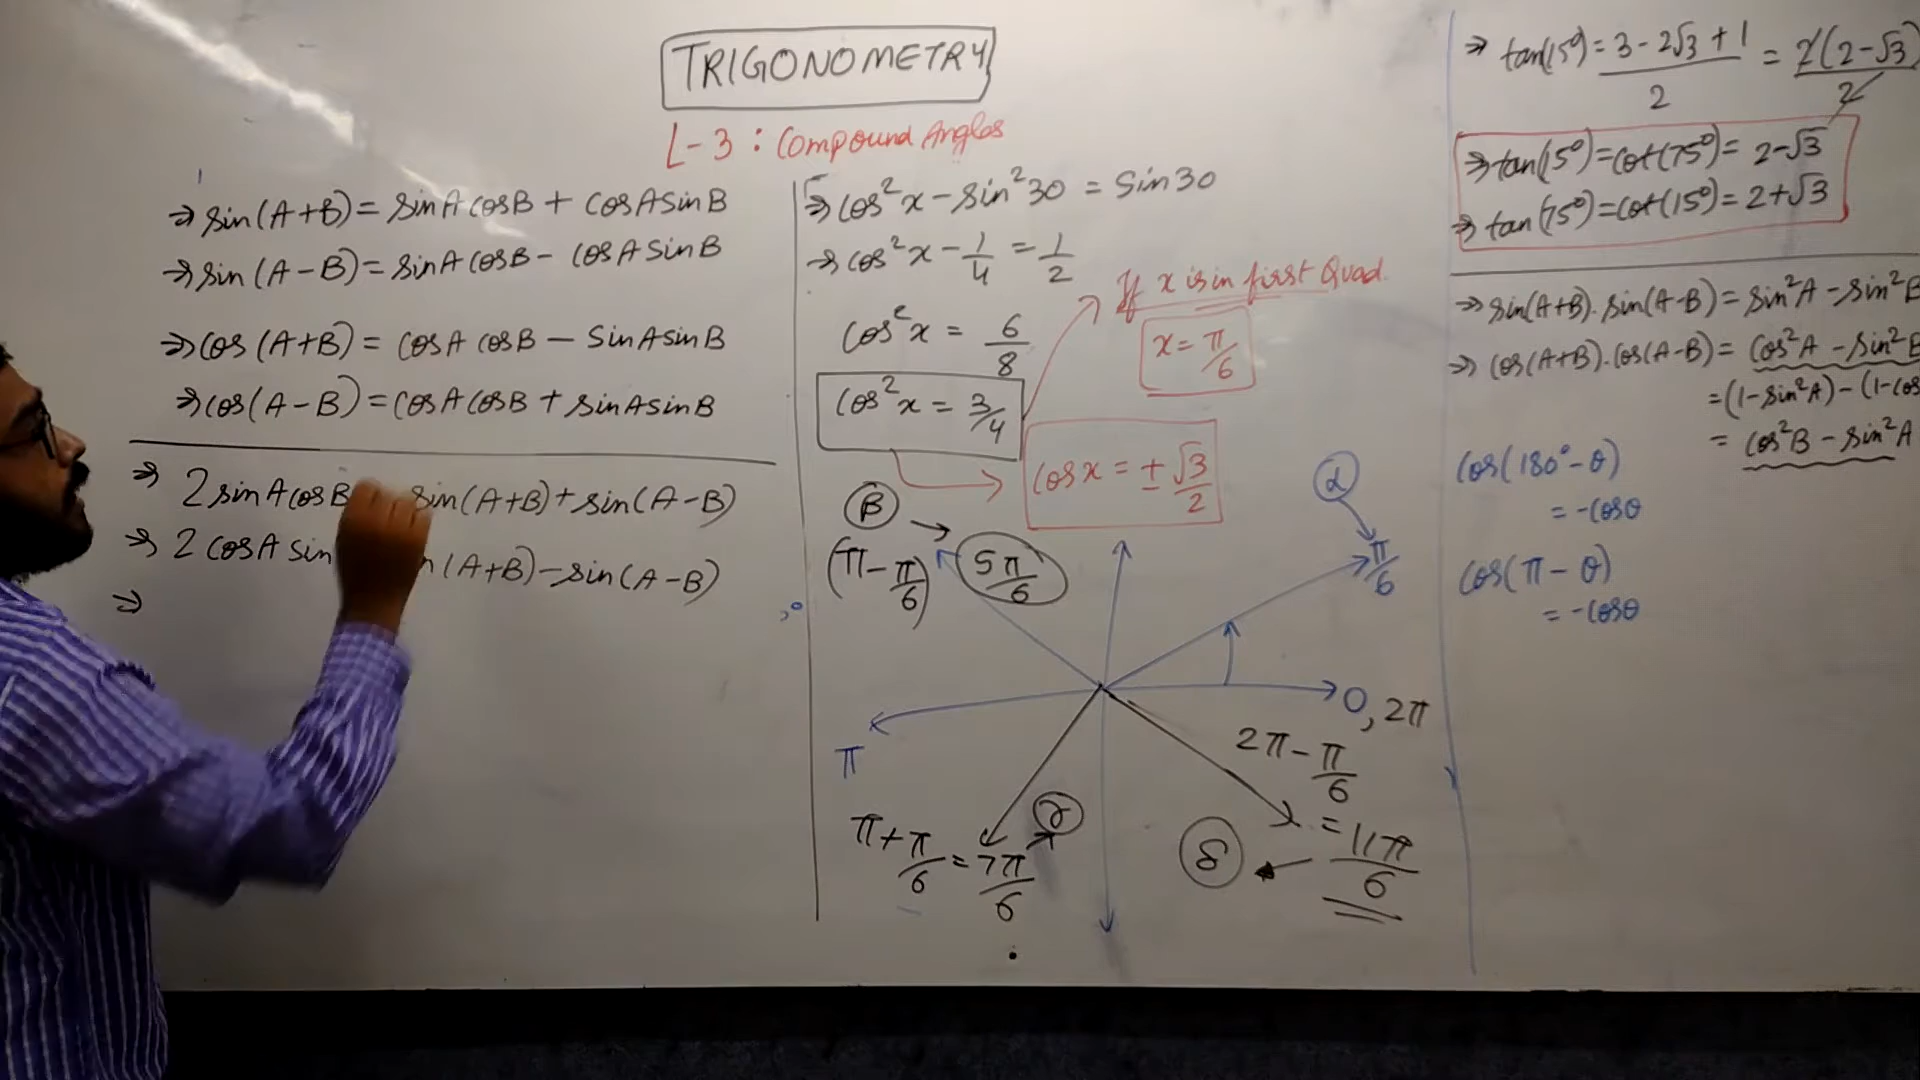 TRIGONOMETRY
L-3 : Compound Angles
⇒ sin(A+B) = sinA cosB + cosA sinB
⇒ sin(A-B) = sinA cosB - cosA sinB
⇒ cos(A+B) = cosA cosB - sinA sinB
⇒ cos(A-B) = cosA cosB + sinA sinB
⇒ 2 sinA cosB sin(A+B) + sin(A-B)
⇒ 2 cosA sin n(A+B) - sin(A-B)
⇒
⇒ cos²x - sin²30 = sin30
⇒ cos²x - 1/4 = 1/2
cos²x = 6/8
cos²x = 3/4
If x is in first Quad.
x = π/6
cosx = ± √3/2
β
(π - π/6)
5π/6
α
π/6
0, 2π
π
2π - π/6
= 11π/6
δ
π + π/6 = 7π/6
γ
⇒ tan(15°) = 3 - 2√3 + 1 / 2 = 2(2-√3) / 2
⇒ tan(15°) = cot(75°) = 2-√3
⇒ tan(75°) = cot(15°) = 2+√3
⇒ sin(A+B). sin(A-B) = sin²A - sin²B
⇒ cos(A+B). cos(A-B) = cos²A - sin²B
= (1-sin²A) - (1-cos
= cos²B - sin²A
cos(180° - θ)
= -cosθ
cos(π - θ)
= -cosθ